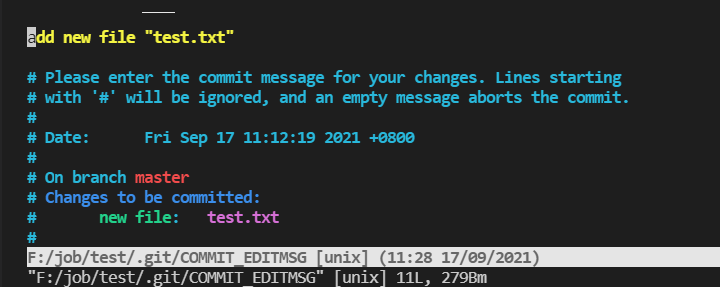 add new file "test.txt"
# Please enter the commit message for your changes. Lines starting
# with '#' will be ignored, and an empty message aborts the commit.
#
# Date:      Fri Sep 17 11:12:19 2021 +0800
#
# On branch master
# Changes to be committed:
#       new file:   test.txt
#
F:/job/test/.git/COMMIT_EDITMSG [unix] (11:28 17/09/2021)
"F:/job/test/.git/COMMIT_EDITMSG" [unix] 11L, 279Bm